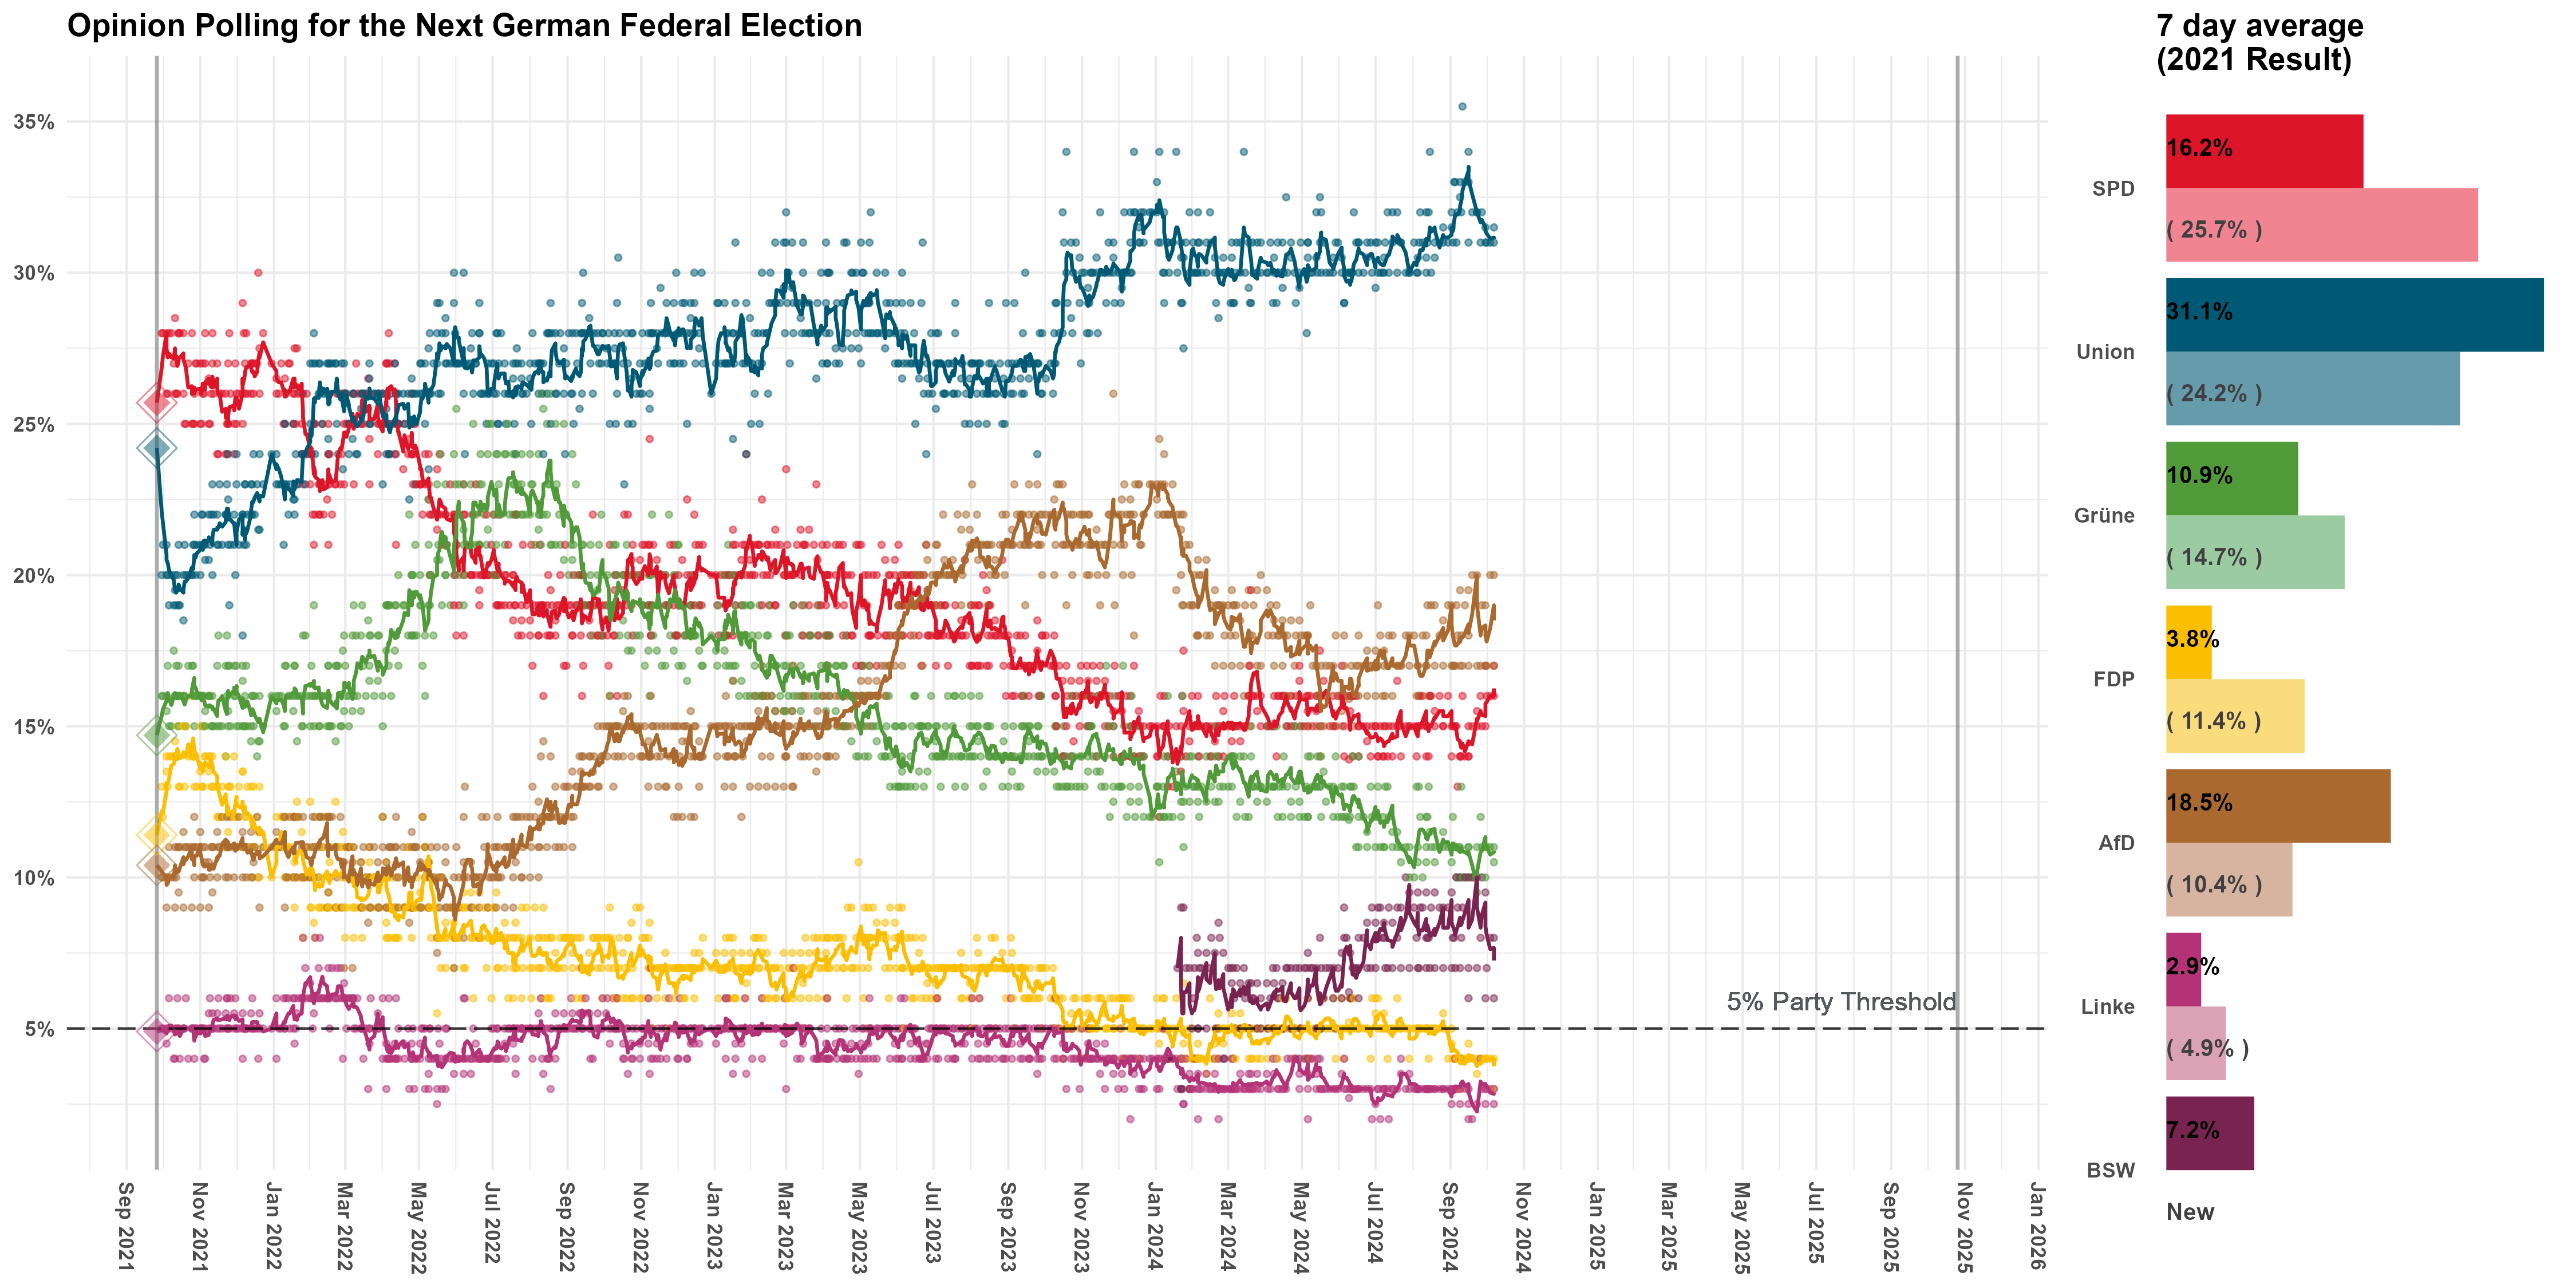 Opinion Polling for the Next German Federal Election
7 day average
(2021 Result)
35%
30%
25%
20%
15%
10%
5%
5% Party Threshold
Sep 2021
Nov 2021
Jan 2022
Mar 2022
May 2022
Jul 2022
Sep 2022
Nov 2022
Jan 2023
Mar 2023
May 2023
Jul 2023
Sep 2023
Nov 2023
Jan 2024
Mar 2024
May 2024
Jul 2024
Sep 2024
Nov 2024
Jan 2025
Mar 2025
May 2025
Jul 2025
Sep 2025
Nov 2025
Jan 2026
16.2%
SPD
( 25.7% )
31.1%
Union
( 24.2% )
10.9%
Grüne
( 14.7% )
3.8%
FDP
( 11.4% )
18.5%
AfD
( 10.4% )
2.9%
Linke
( 4.9% )
7.2%
BSW
New